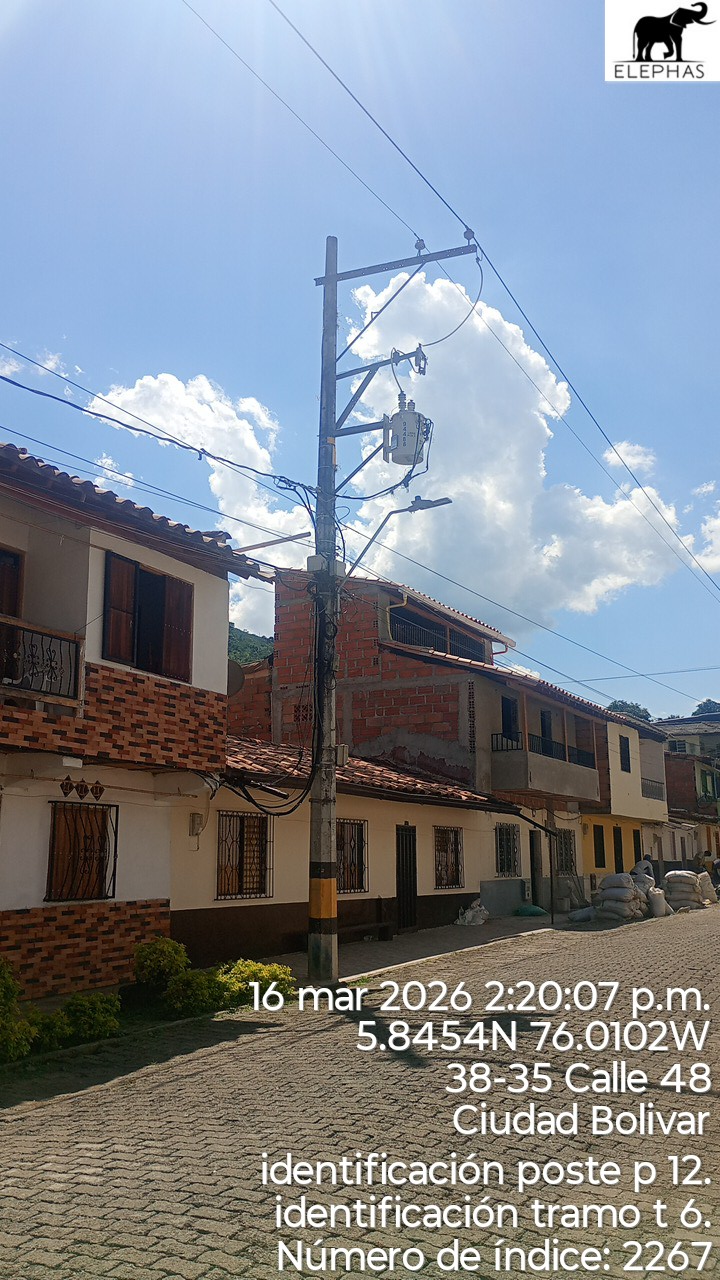 ELEPHAS
16 mar 2026 2:20:07 p.m.
5.8454N 76.0102W
38-35 Calle 48
Ciudad Bolivar
identificación poste p 12.
identificación tramo t 6.
Número de índice: 2267